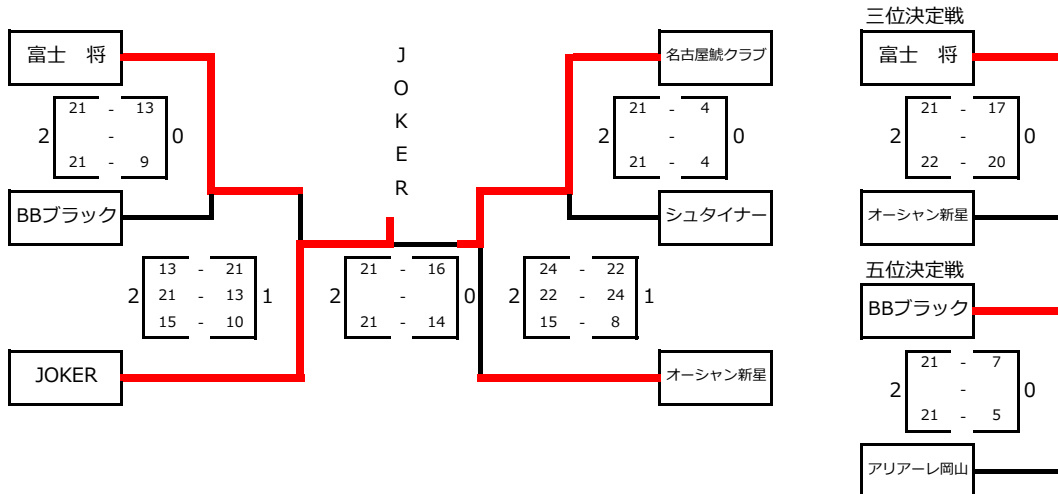 三位決定戦
富士　将
J
O
K
E
R
名古屋鯱クラブ
富士　将
21 - 13
2 - 0
21 - 9
21 - 4
2 - 0
21 - 4
21 - 17
2 - 0
22 - 20
BBブラック
シュタイナー
オーシャン新星
五位決定戦
13 - 21
2 21 - 13 1
15 - 10
21 - 16
2 - 0
21 - 14
24 - 22
2 22 - 24 1
15 - 8
BBブラック
JOKER
オーシャン新星
21 - 7
2 - 0
21 - 5
アリアーレ岡山